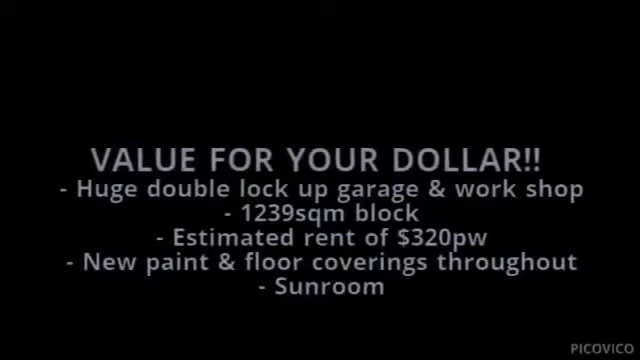 VALUE FOR YOUR DOLLAR!!
- Huge double lock up garage & work shop
- 1239sqm block
- Estimated rent of $320pw
- New paint & floor coverings throughout
- Sunroom
PICOVICO